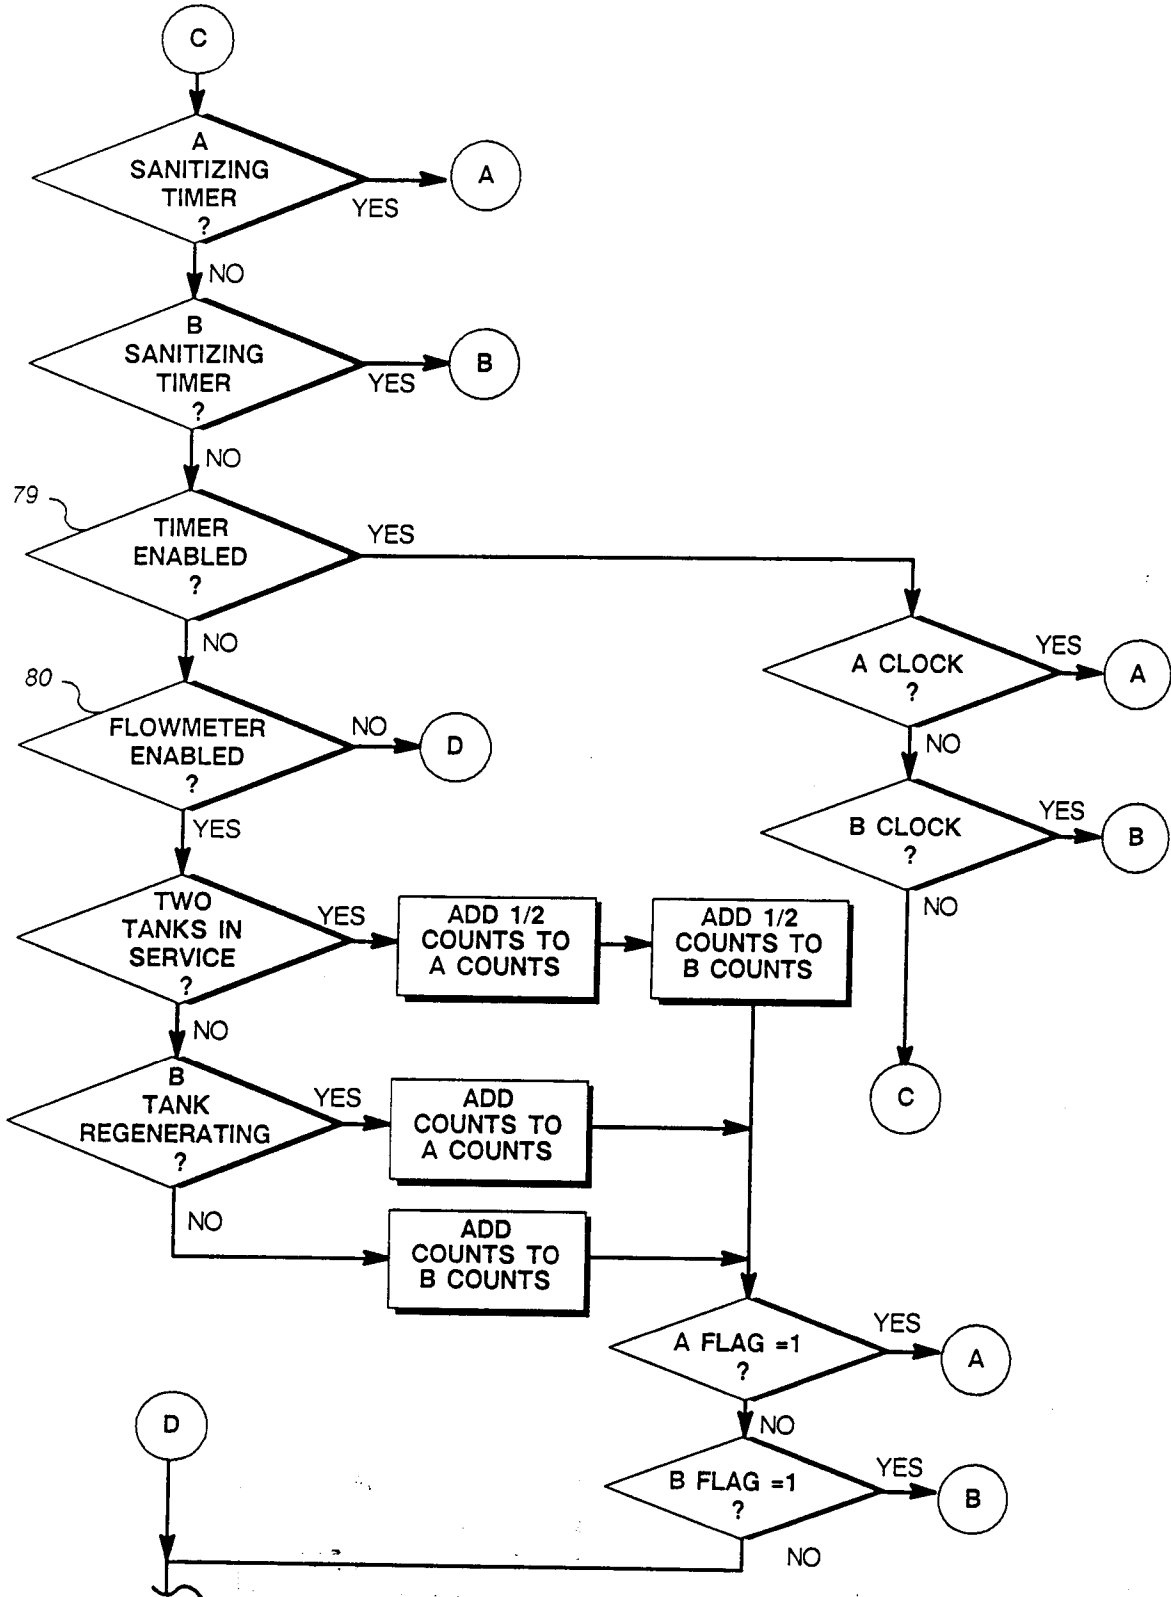 C
A
SANITIZING
TIMER
?
YES
A
NO
B
SANITIZING
TIMER
?
YES
B
NO
79
TIMER
ENABLED
?
YES
NO
A CLOCK
?
YES
A
NO
B CLOCK
?
YES
B
NO
C
80
FLOWMETER
ENABLED
?
NO
D
YES
TWO
TANKS IN
SERVICE
?
YES
ADD 1/2
COUNTS TO
A COUNTS
ADD 1/2
COUNTS TO
B COUNTS
NO
B
TANK
REGENERATING
?
YES
ADD
COUNTS TO
A COUNTS
NO
ADD
COUNTS TO
B COUNTS
A FLAG =1
?
YES
A
NO
B FLAG =1
?
YES
B
NO
D